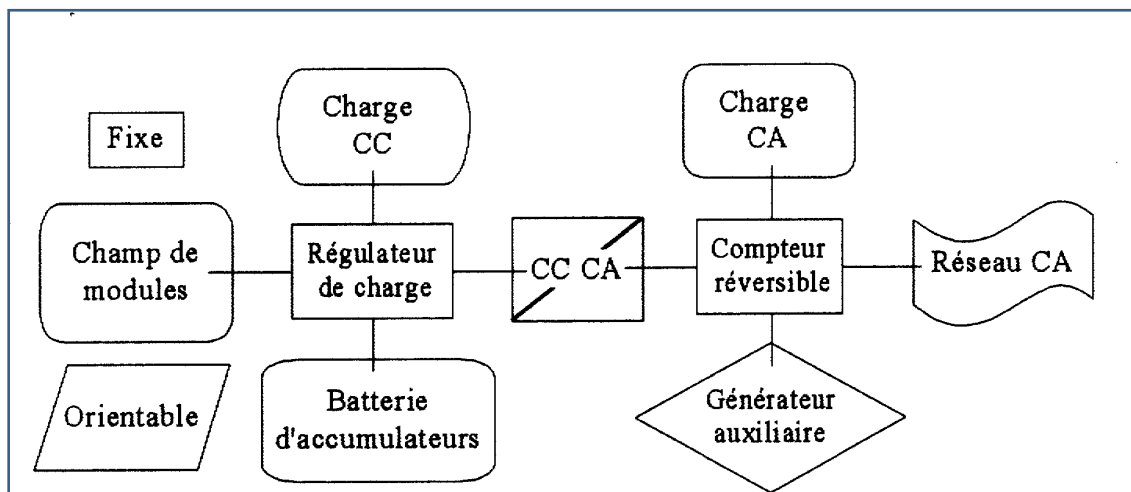 Fixe
Charge
CC
Charge
CA
Champ de
modules
Régulateur
de charge
CC CA
Compteur
réversible
Réseau CA
Orientable
Batterie
d'accumulateurs
Générateur
auxiliaire